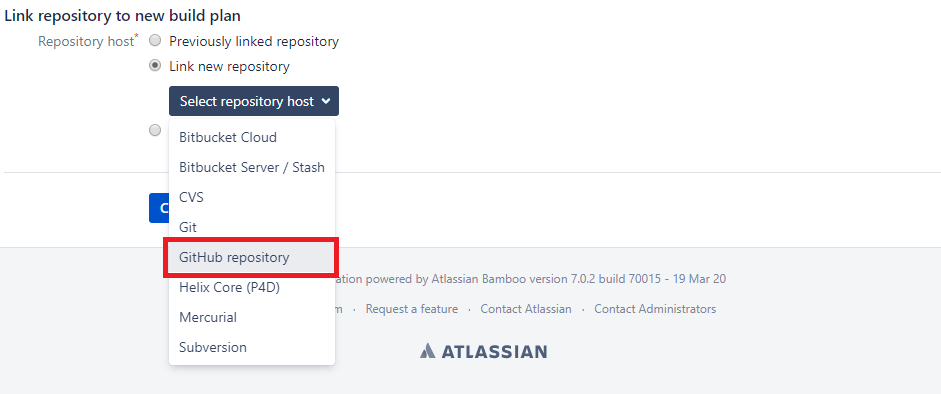 Link repository to new build plan
Repository host*
Previously linked repository
Link new repository
Select repository host
Bitbucket Cloud
Bitbucket Server / Stash
CVS
Git
GitHub repository
Helix Core (P4D)
Mercurial
Subversion
C
ation powered by Atlassian Bamboo version 7.0.2 build 70015 - 19 Mar 20
m · Request a feature · Contact Atlassian · Contact Administrators
ATLASSIAN